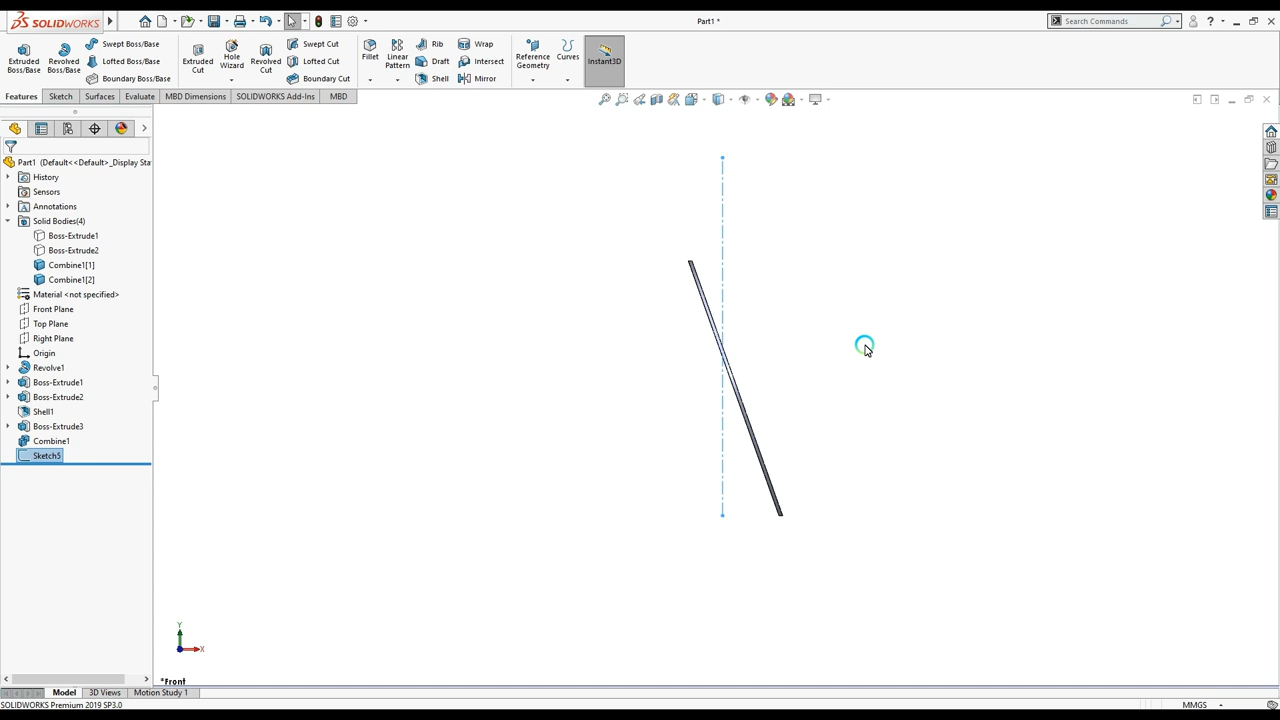 SOLIDWORKS
Part1 *
Search Commands
Extruded Boss/Base
Revolved Boss/Base
Swept Boss/Base
Lofted Boss/Base
Boundary Boss/Base
Extruded Cut
Hole Wizard
Revolved Cut
Swept Cut
Lofted Cut
Boundary Cut
Fillet
Linear Pattern
Rib
Draft
Shell
Wrap
Intersect
Mirror
Reference Geometry
Curves
Instant3D
Features
Sketch
Surfaces
Evaluate
MBD Dimensions
SOLIDWORKS Add-Ins
MBD
Part1 (Default<<Default>_Display Sta
History
Sensors
Annotations
Solid Bodies(4)
Boss-Extrude1
Boss-Extrude2
Combine1[1]
Combine1[2]
Material <not specified>
Front Plane
Top Plane
Right Plane
Origin
Revolve1
Boss-Extrude1
Boss-Extrude2
Shell1
Boss-Extrude3
Combine1
Sketch5
Y
X
*Front
Model
3D Views
Motion Study 1
SOLIDWORKS Premium 2019 SP3.0
MMGS